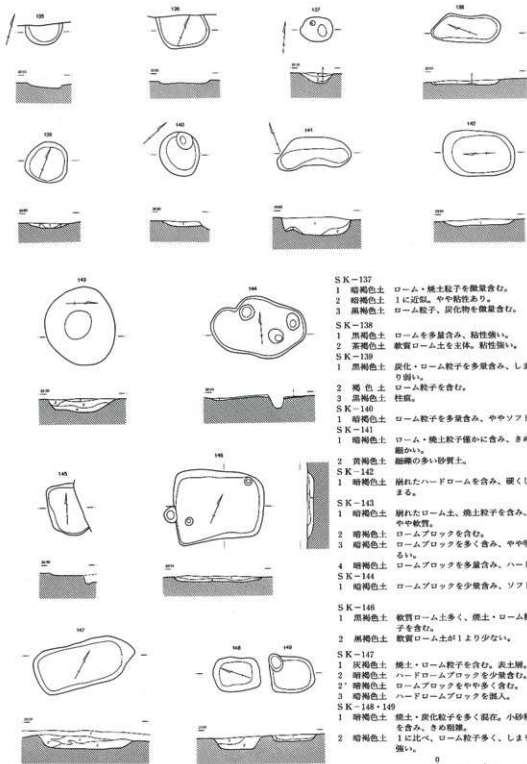 135
136
137
138
139
140
141
142
143
144
SK-137
1 暗褐色土 ローム・焼土粒子を微量含む。
2 暗褐色土 1に近似。やや粘性あり。
3 黒褐色土 ローム粒子、炭化物を微量含む。
SK-138
1 黒褐色土 ロームを多量含み、粘性強い。
2 茶褐色土 軟質ローム土を主体。粘性強い。
SK-139
1 黒褐色土 炭化・ローム粒子を多量含み、しま
り弱い。
2 褐色土 ローム粒子を含む。
3 黒褐色土 柱痕。
SK-140
1 暗褐色土 ローム粒子を多量含み、ややソフト
SK-141
1 暗褐色土 ローム・焼土粒子僅かに含み、きめ
細かい。
2 黄褐色土 細礫の多い砂質土。
SK-142
1 暗褐色土 崩れたハードロームを含み、硬くし
まる。
SK-143
1 暗褐色土 崩れたローム土、焼土粒子を含み、
やや軟質。
2 暗褐色土 ロームブロックを含む。
3 暗褐色土 ロームブロックを多く含み、やや明
るい。
4 暗褐色土 ロームブロックを多量含み、ハード
SK-144
1 暗褐色土 ロームブロックを少量含み、ソフト
145
146
SK-146
1 黒褐色土 軟質ローム土多く、焼土・ローム粒
子を含む。
2 黒褐色土 軟質ローム土が1より少ない。
147
148
149
SK-147
1 灰褐色土 焼土・ローム粒子を含む。表土層。
2 暗褐色土 ハードロームブロックを少量含む。
2' 暗褐色土 ロームブロックをやや多く含む。
3 暗褐色土 ハードロームブロックを混入。
SK-148・149
1 暗褐色土 焼土・炭化粒子を多く混在。小砂利
を含み、きめ粗雑。
2 暗褐色土 1に比べ、ローム粒子多く、しまり
強い。
0